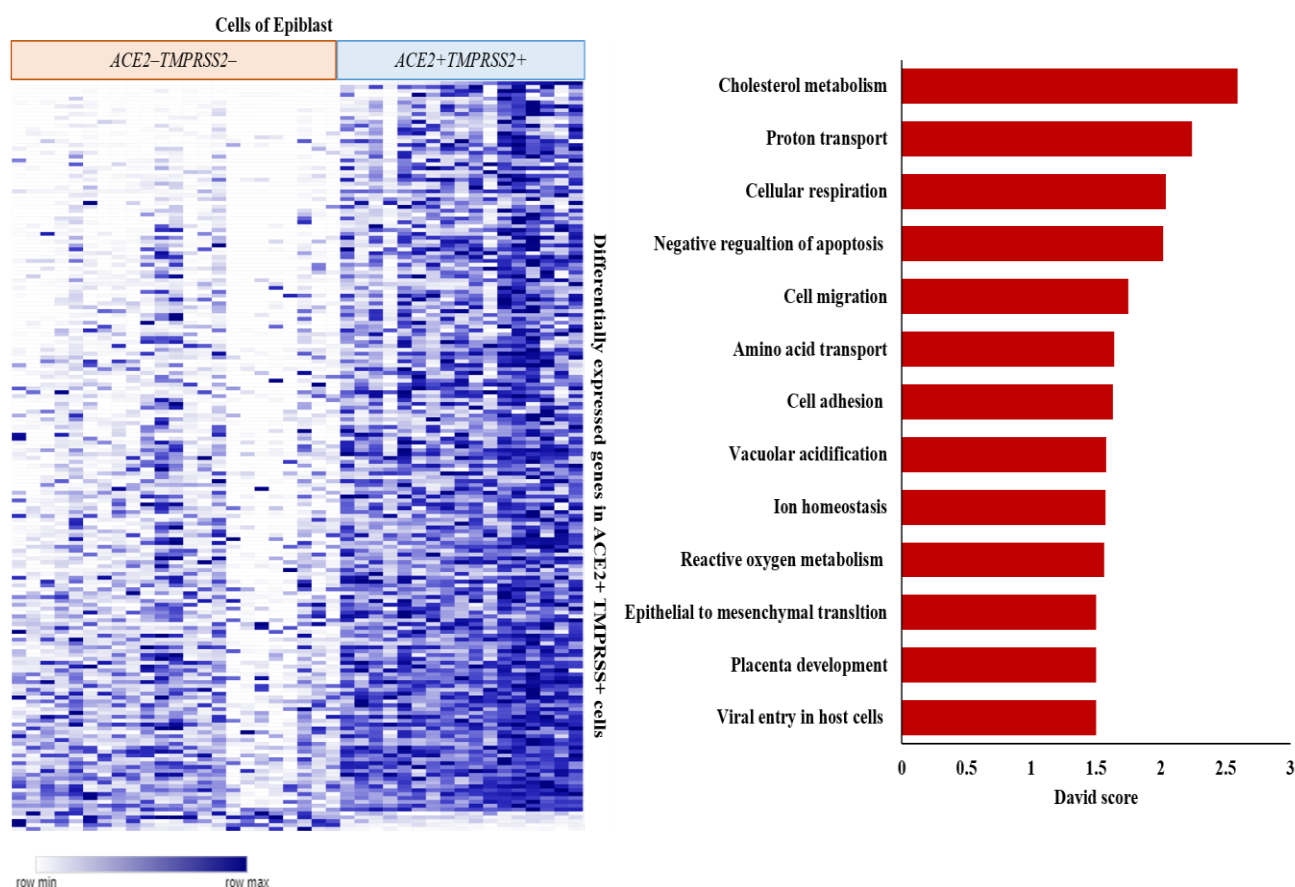 Cells of Epiblast
ACE2–TMPRSS2–
ACE2+TMPRSS2+
Differentially expressed genes in ACE2+ TMPRSS+ cells
row min
row max
Cholesterol metabolism
Proton transport
Cellular respiration
Negative regualtion of apoptosis
Cell migration
Amino acid transport
Cell adhesion
Vacuolar acidification
Ion homeostasis
Reactive oxygen metabolism
Epithelial to mesenchymal transltion
Placenta development
Viral entry in host cells
0 0.5 1 1.5 2 2.5 3
David score